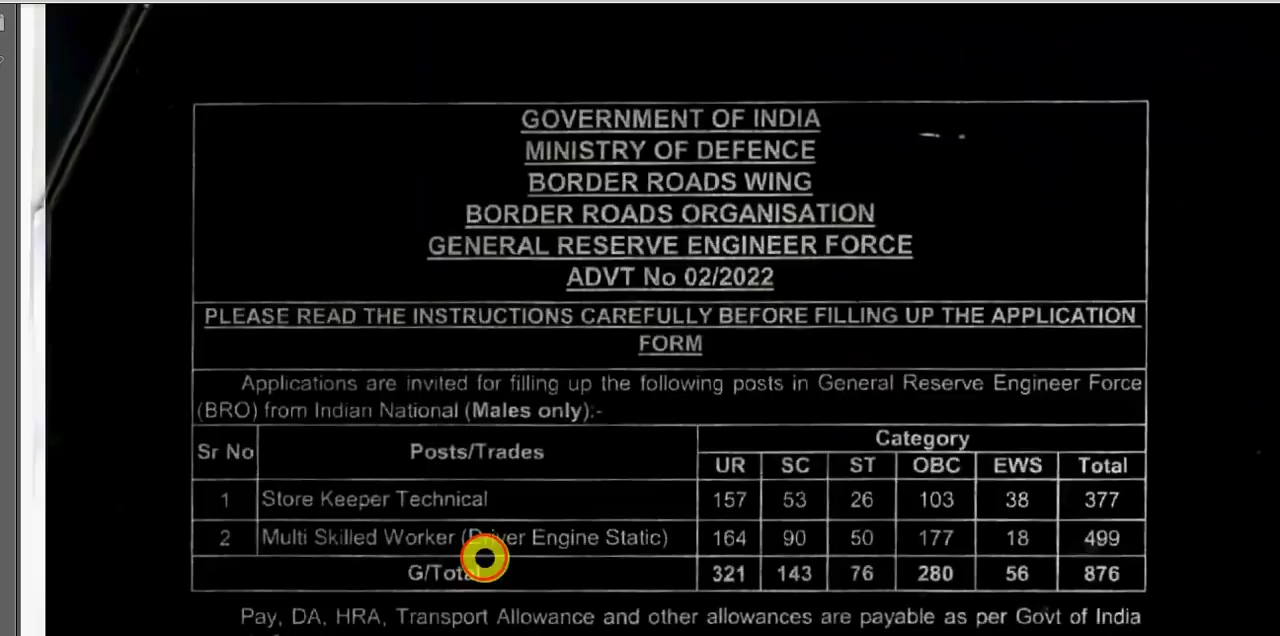 GOVERNMENT OF INDIA
MINISTRY OF DEFENCE
BORDER ROADS WING
BORDER ROADS ORGANISATION
GENERAL RESERVE ENGINEER FORCE
ADVT No 02/2022
PLEASE READ THE INSTRUCTIONS CAREFULLY BEFORE FILLING UP THE APPLICATION
FORM
Applications are invited for filling up the following posts in General Reserve Engineer Force
(BRO) from Indian National (Males only):-
Sr No Posts/Trades Category
UR SC ST OBC EWS Total
1 Store Keeper Technical 157 53 26 103 38 377
2 Multi Skilled Worker (Driver Engine Static) 164 90 50 177 18 499
G/Total 321 143 76 280 56 876
Pay, DA, HRA, Transport Allowance and other allowances are payable as per Govt of India